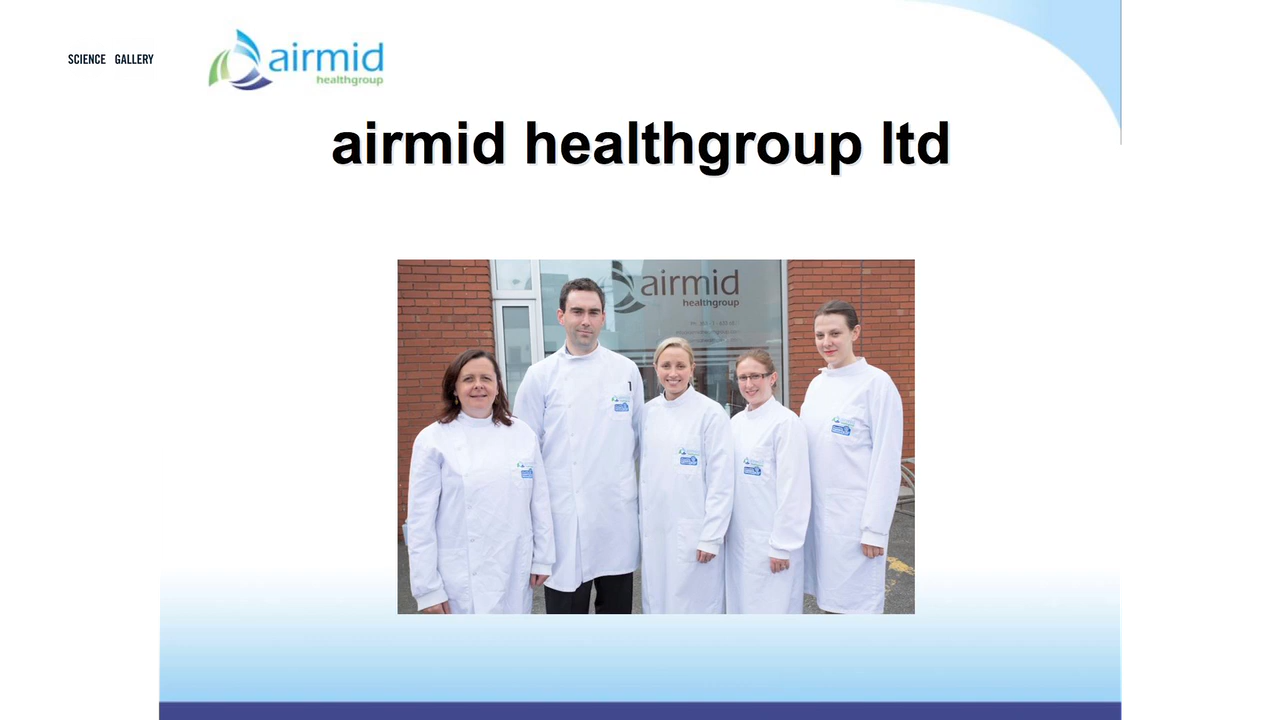 SCIENCE GALLERY
airmid
healthgroup
airmid healthgroup ltd
airmid
healthgroup